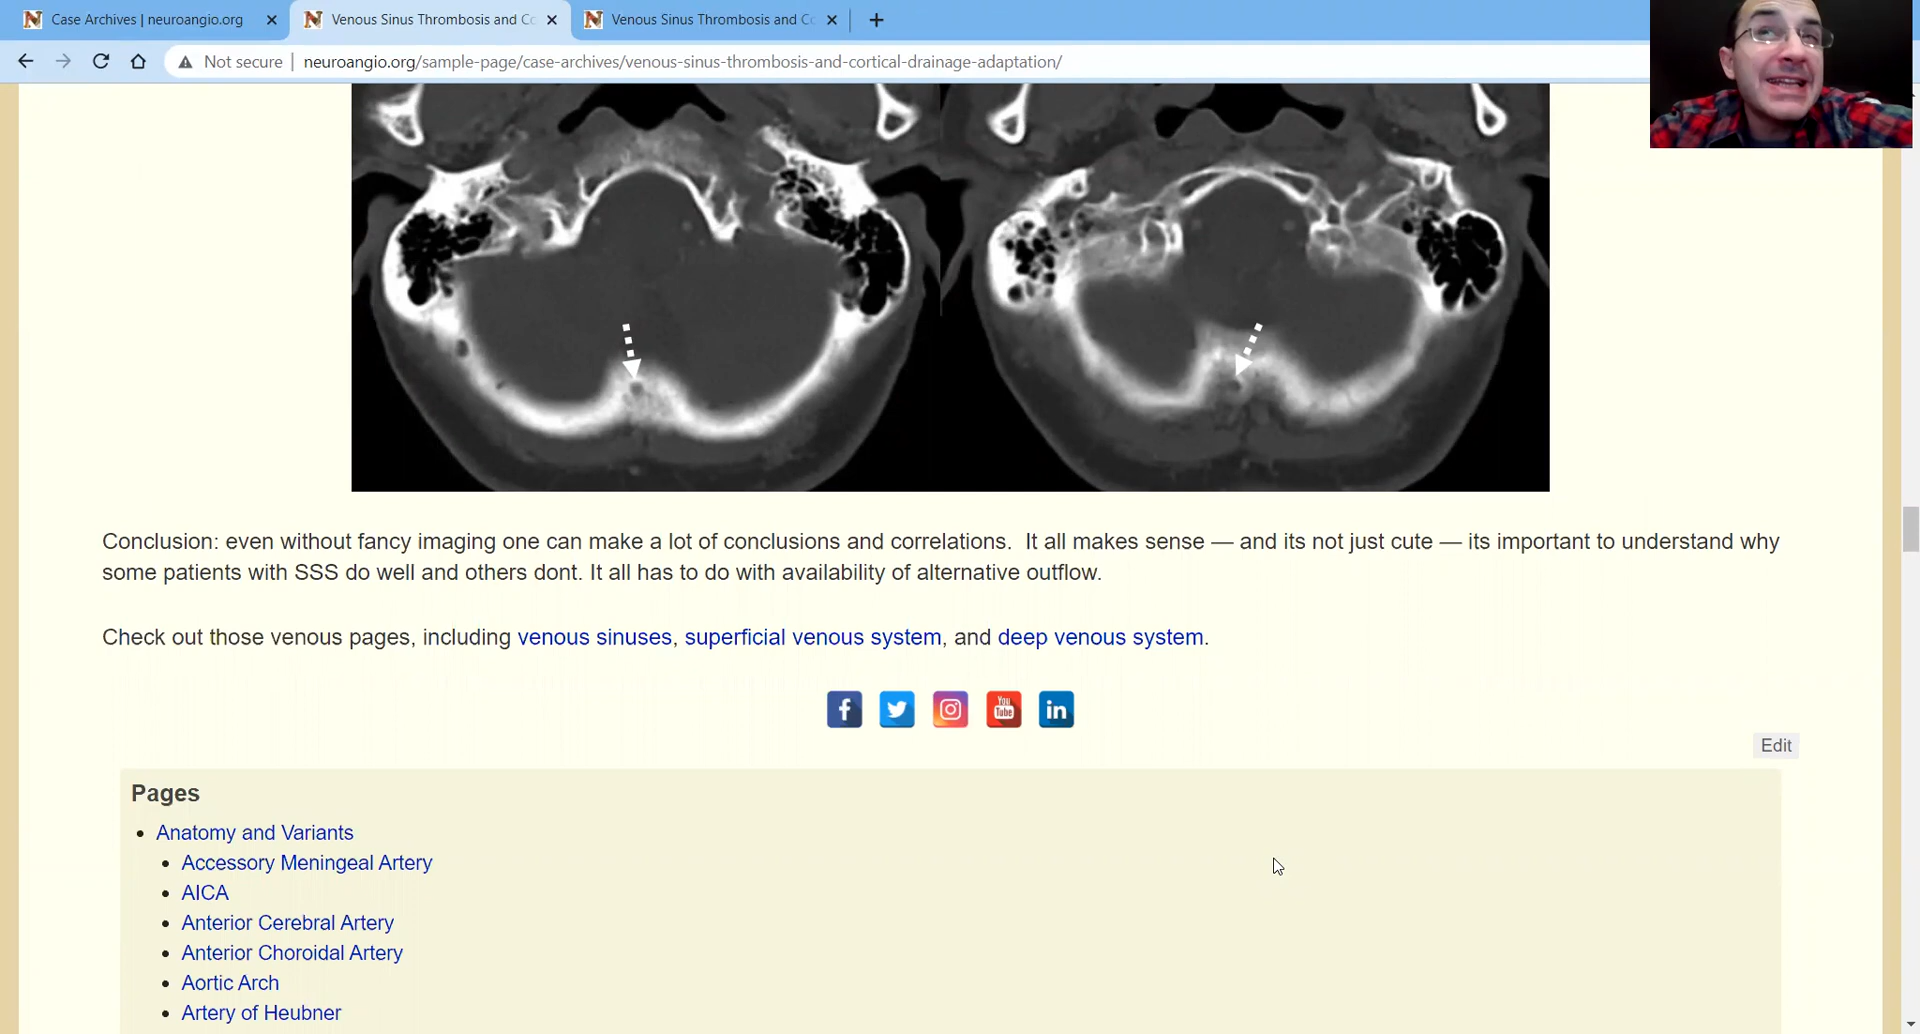 Case Archives | neuroangio.org
Venous Sinus Thrombosis and Co
Venous Sinus Thrombosis and Co
Not secure | neuroangio.org/sample-page/case-archives/venous-sinus-thrombosis-and-cortical-drainage-adaptation/
Conclusion: even without fancy imaging one can make a lot of conclusions and correlations. It all makes sense — and its not just cute — its important to understand why
some patients with SSS do well and others dont. It all has to do with availability of alternative outflow.
Check out those venous pages, including venous sinuses, superficial venous system, and deep venous system.
You Tube
in
Edit
Pages
Anatomy and Variants
Accessory Meningeal Artery
AICA
Anterior Cerebral Artery
Anterior Choroidal Artery
Aortic Arch
Artery of Heubner